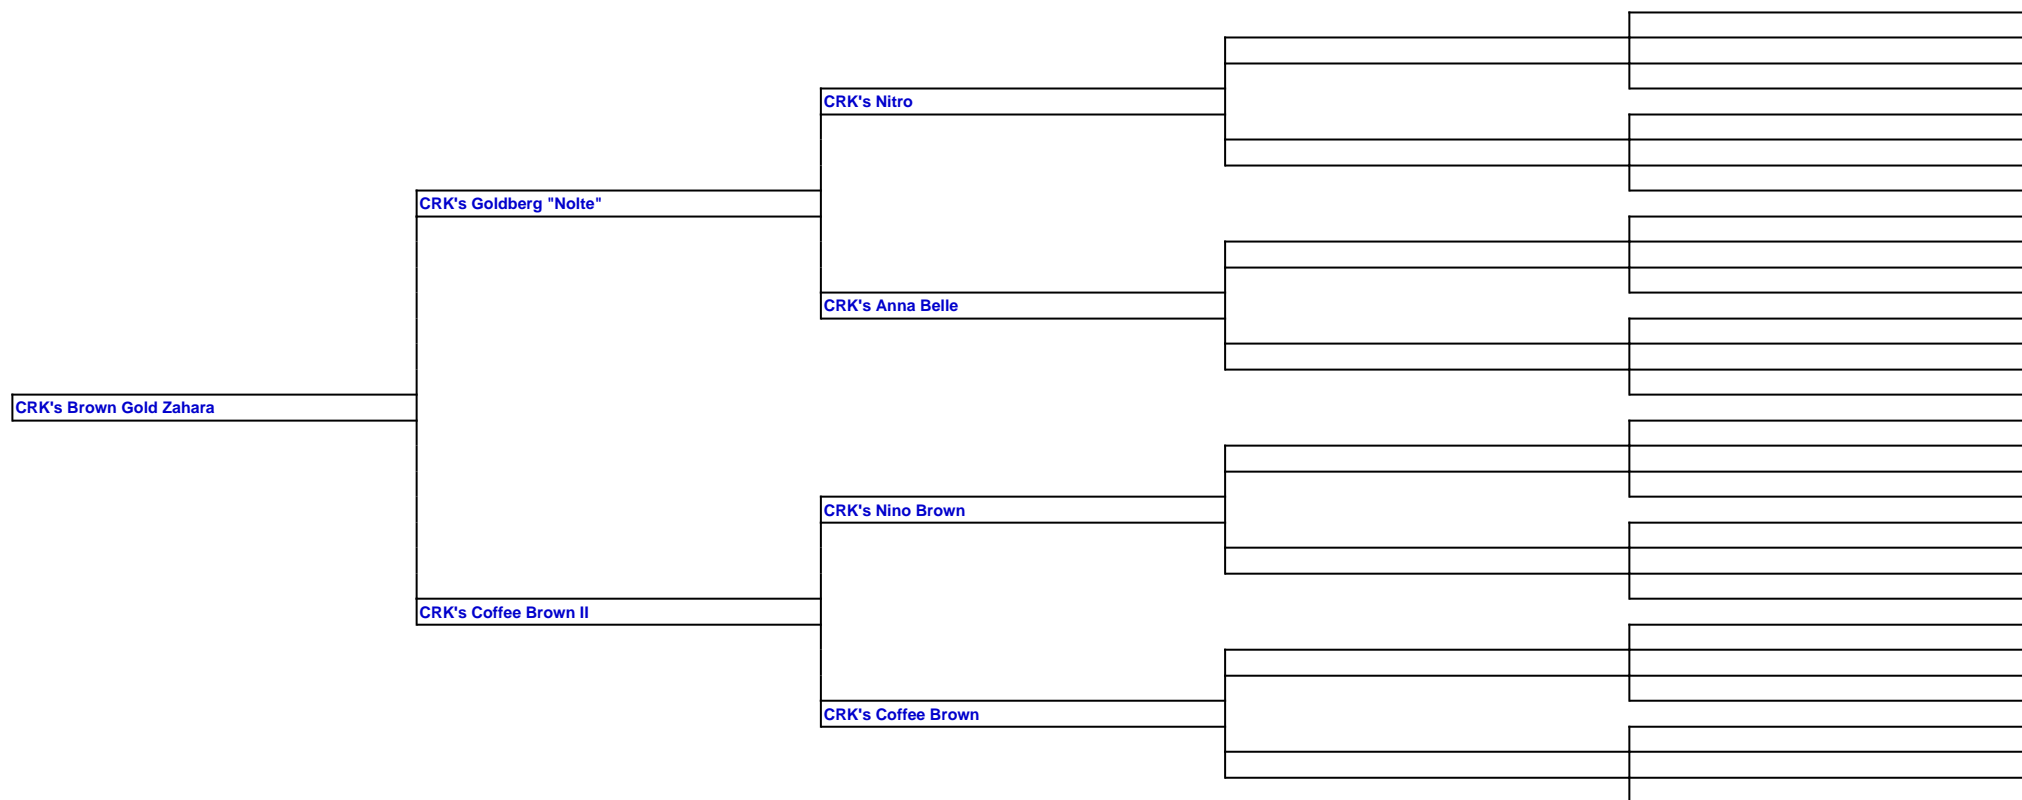 CRK's Nitro
CRK's Goldberg "Nolte"
CRK's Anna Belle
CRK's Brown Gold Zahara
CRK's Nino Brown
CRK's Coffee Brown II
CRK's Coffee Brown